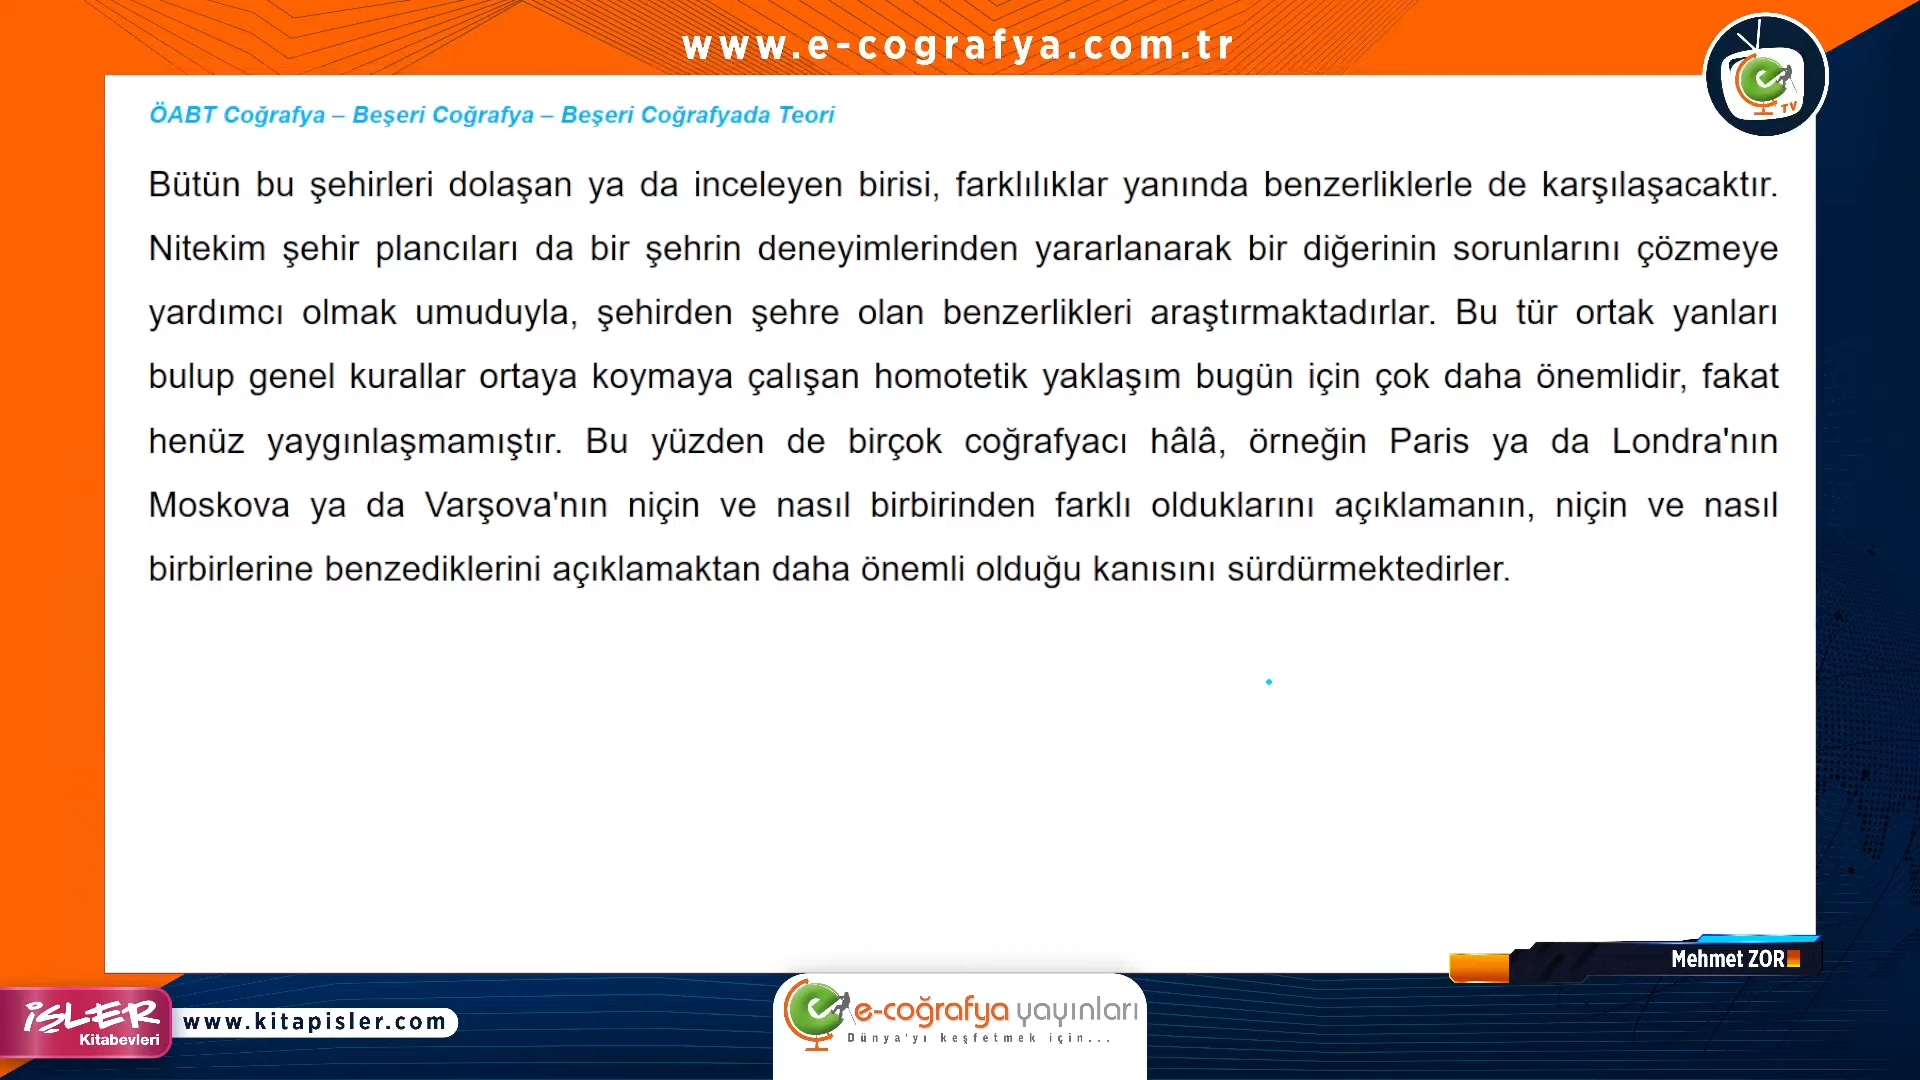 www.e-cografya.com.tr
TV
ÖABT Coğrafya – Beşeri Coğrafya – Beşeri Coğrafyada Teori
Bütün bu şehirleri dolaşan ya da inceleyen birisi, farklılıklar yanında benzerliklerle de karşılaşacaktır.
Nitekim şehir plancıları da bir şehrin deneyimlerinden yararlanarak bir diğerinin sorunlarını çözmeye
yardımcı olmak umuduyla, şehirden şehre olan benzerlikleri araştırmaktadırlar. Bu tür ortak yanları
bulup genel kurallar ortaya koymaya çalışan homotetik yaklaşım bugün için çok daha önemlidir, fakat
henüz yaygınlaşmamıştır. Bu yüzden de birçok coğrafyacı hâlâ, örneğin Paris ya da Londra'nın
Moskova ya da Varşova'nın niçin ve nasıl birbirinden farklı olduklarını açıklamanın, niçin ve nasıl
birbirlerine benzediklerini açıklamaktan daha önemli olduğu kanısını sürdürmektedirler.
Mehmet ZOR
İŞLER
Kitabevleri
www.kitapisler.com
e-coğrafya yayınları
Dünya'yı keşfetmek için...